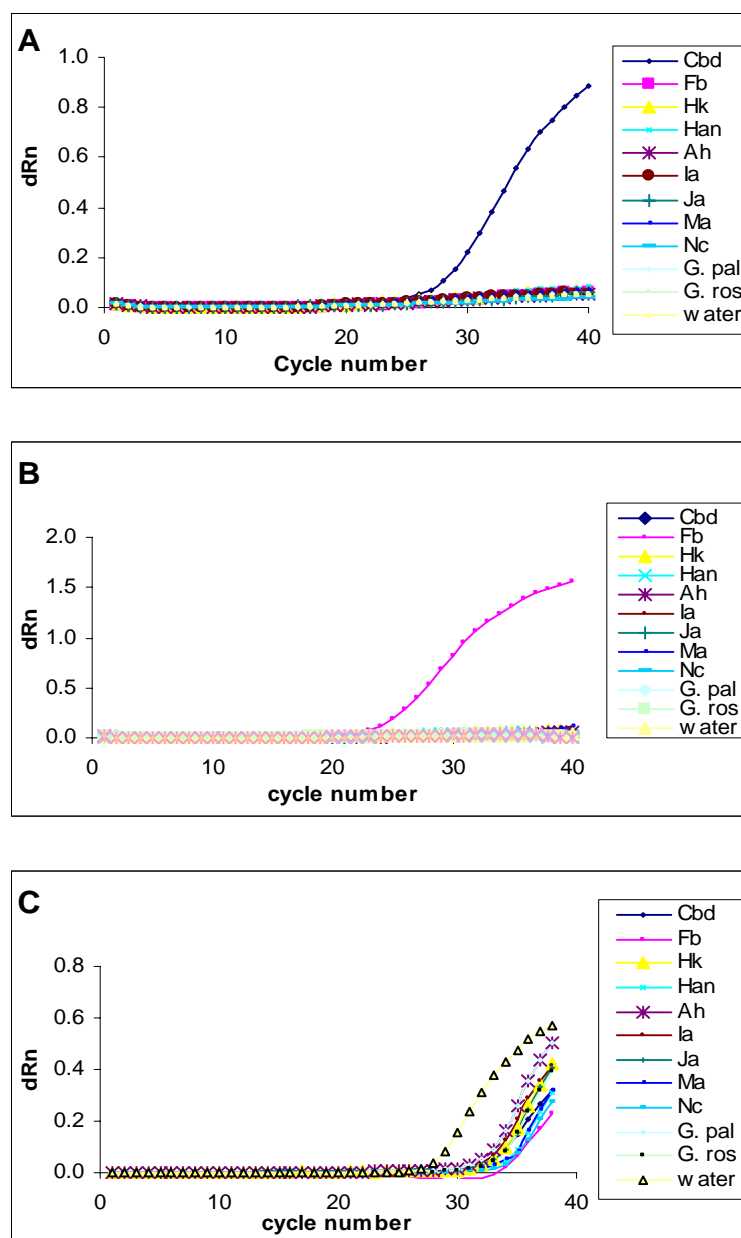 A
1.0
0.8
0.6
0.4
0.2
0.0
dRn
0
10
20
30
40
Cycle number
Cbd
Fb
Hk
Han
Ah
Ia
Ja
Ma
Nc
G. pal
G. ros
water
B
2.0
1.5
1.0
0.5
0.0
dRn
0
10
20
30
40
cycle number
Cbd
Fb
Hk
Han
Ah
Ia
Ja
Ma
Nc
G. pal
G. ros
water
C
0.8
0.6
0.4
0.2
0.0
dRn
0
10
20
30
40
cycle number
Cbd
Fb
Hk
Han
Ah
Ia
Ja
Ma
Nc
G. pal
G. ros
water